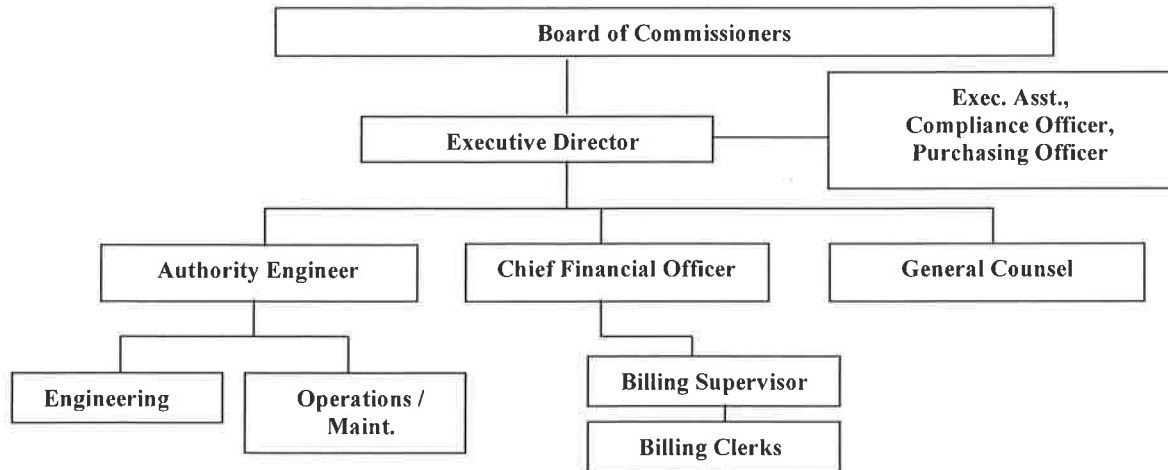 Board of Commissioners
Exec. Asst.,
Compliance Officer,
Purchasing Officer
Executive Director
Authority Engineer
Chief Financial Officer
General Counsel
Engineering
Operations /
Maint.
Billing Supervisor
Billing Clerks